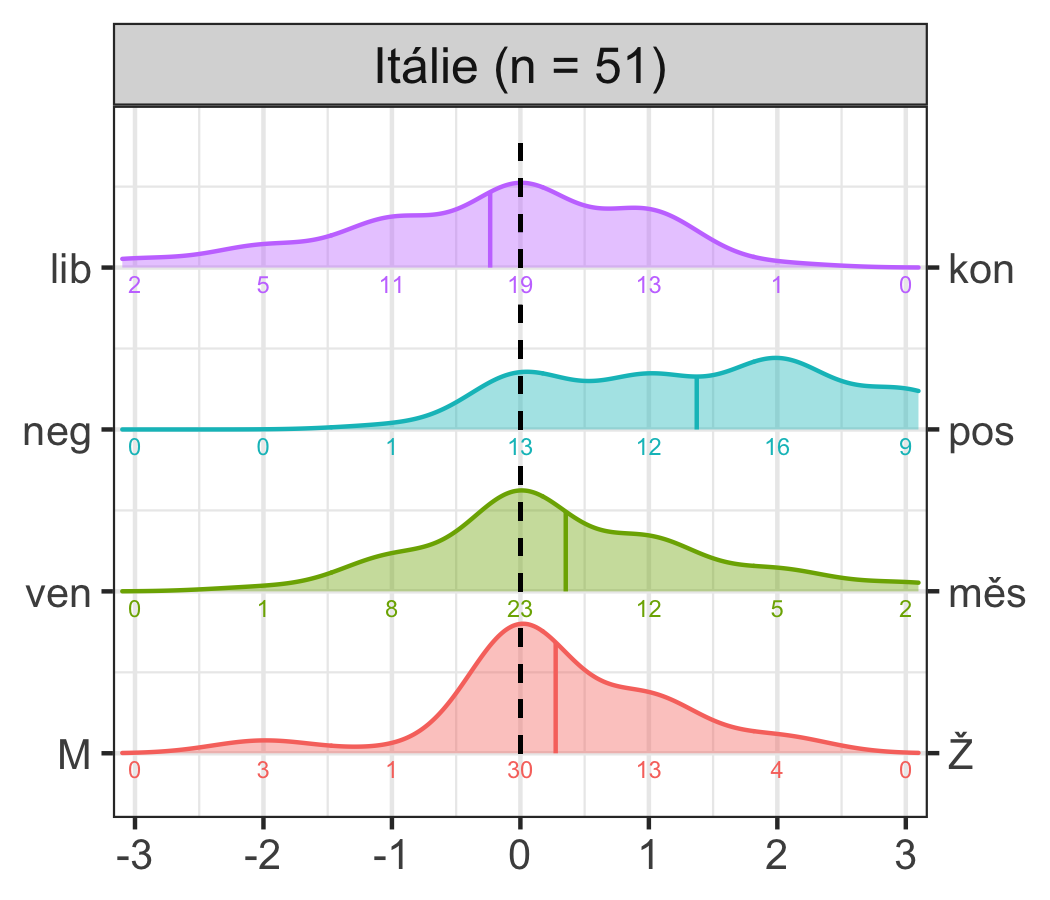 Itálie (n = 51)
lib kon
2 5 11 19 13 1 0
neg pos
0 0 1 13 12 16 9
ven měs
0 1 8 23 12 5 2
M Ž
0 3 1 30 13 4 0
-3 -2 -1 0 1 2 3